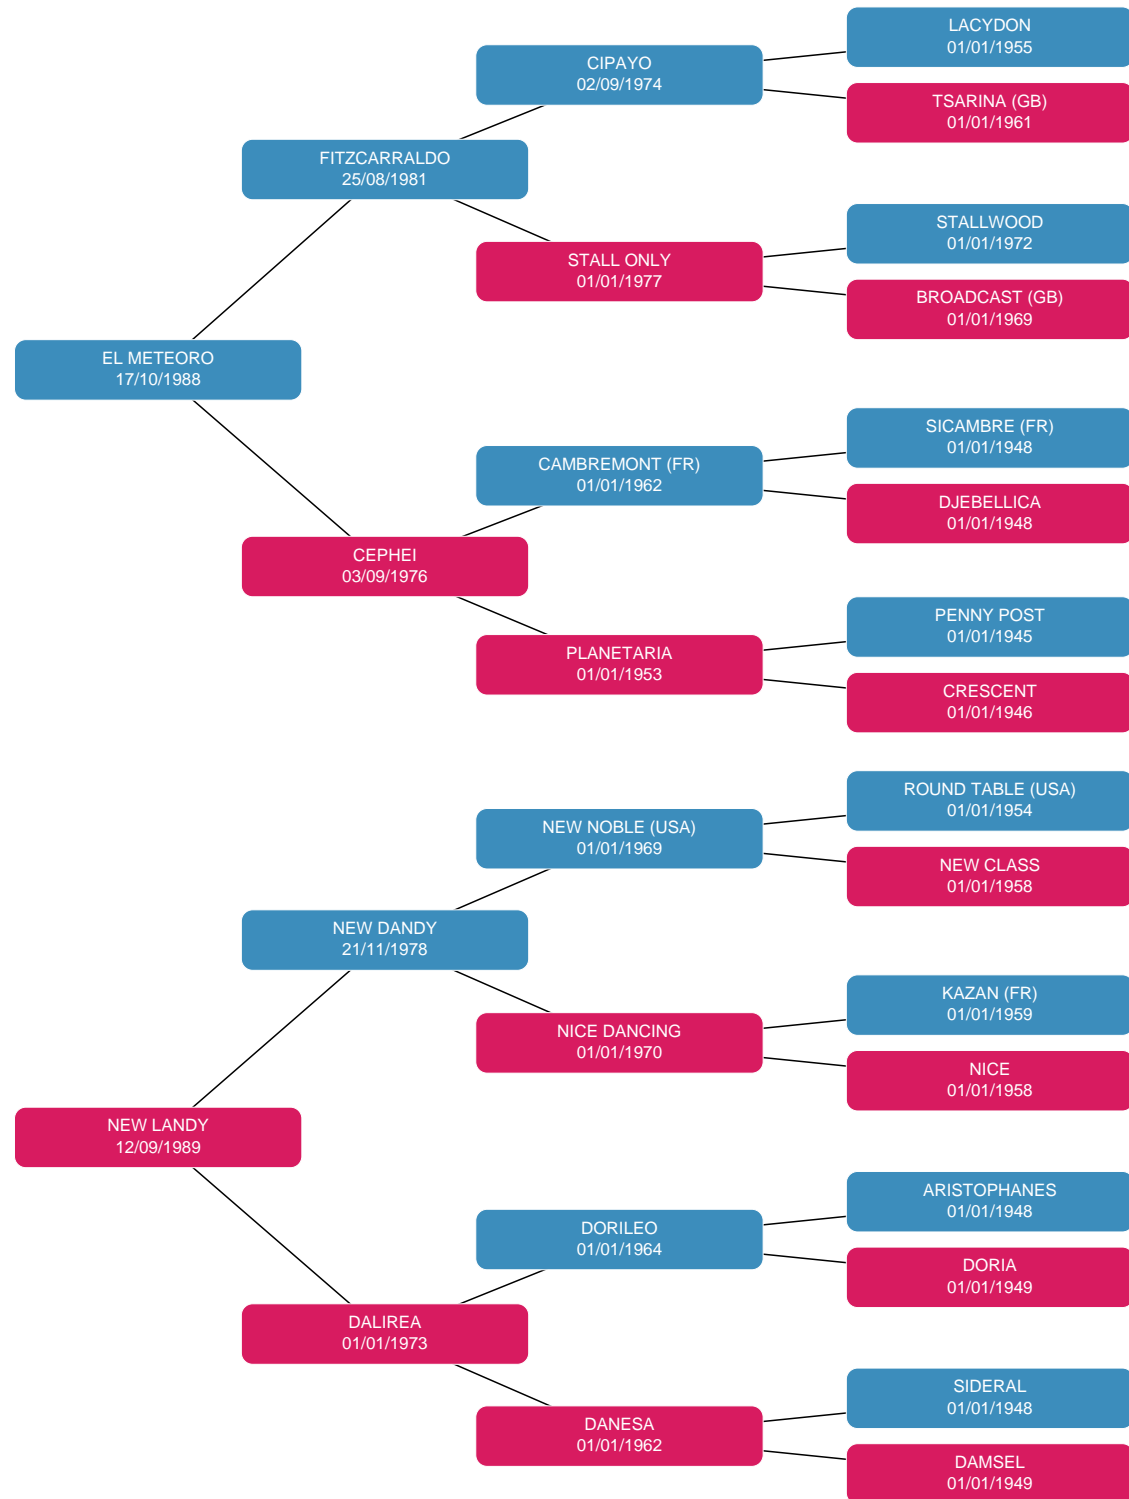 LACYDON
01/01/1955
CIPAYO
02/09/1974
TSARINA (GB)
01/01/1961
FITZCARRALDO
25/08/1981
STALLWOOD
01/01/1972
STALL ONLY
01/01/1977
BROADCAST (GB)
01/01/1969
EL METEORO
17/10/1988
SICAMBRE (FR)
01/01/1948
CAMBREMONT (FR)
01/01/1962
DJEBELLICA
01/01/1948
CEPHEI
03/09/1976
PENNY POST
01/01/1945
PLANETARIA
01/01/1953
CRESCENT
01/01/1946
ROUND TABLE (USA)
01/01/1954
NEW NOBLE (USA)
01/01/1969
NEW CLASS
01/01/1958
NEW DANDY
21/11/1978
KAZAN (FR)
01/01/1959
NICE DANCING
01/01/1970
NICE
01/01/1958
NEW LANDY
12/09/1989
ARISTOPHANES
01/01/1948
DORILEO
01/01/1964
DORIA
01/01/1949
DALIREA
01/01/1973
SIDERAL
01/01/1948
DANESA
01/01/1962
DAMSEL
01/01/1949